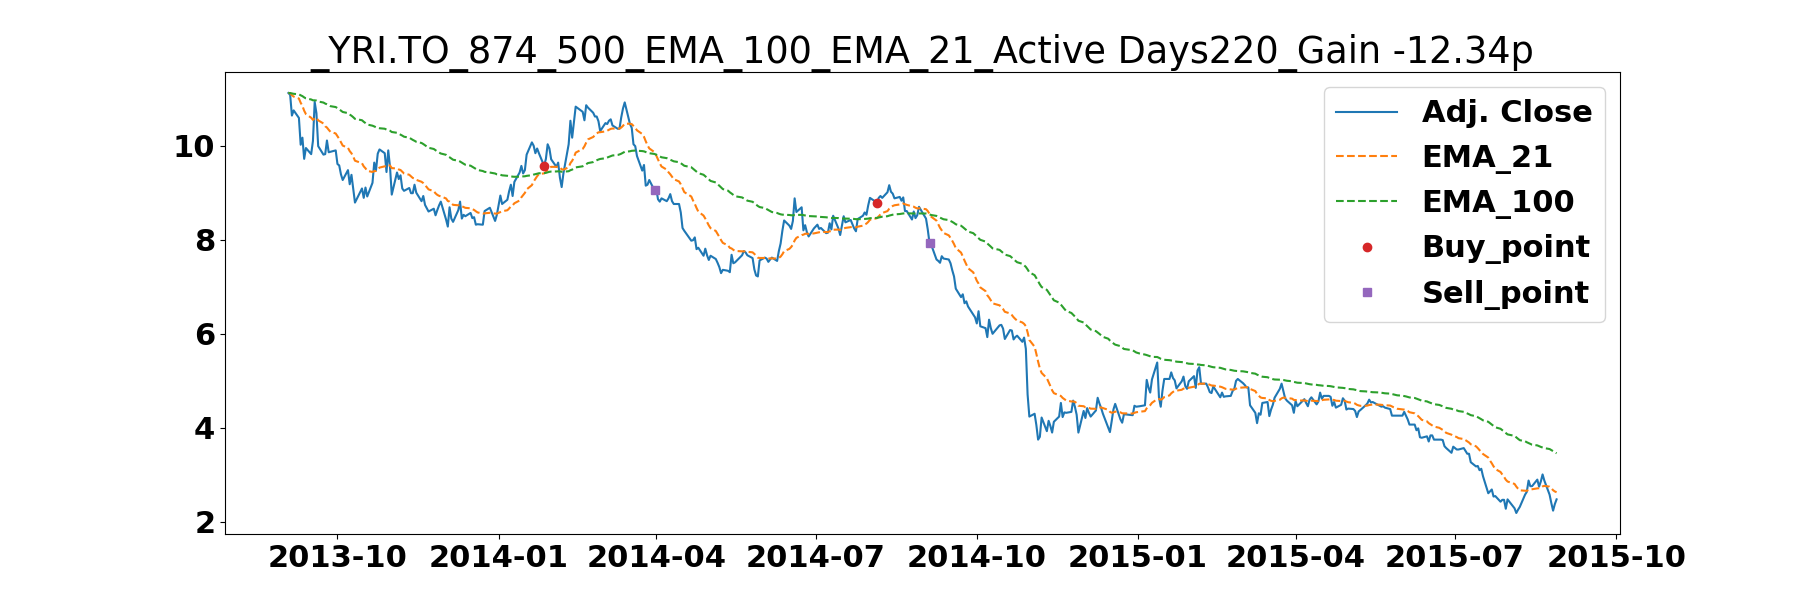 _YRI.TO_874_500_EMA_100_EMA_21_Active Days220_Gain -12.34p
Adj. Close
EMA_21
EMA_100
Buy_point
Sell_point
10
8
6
4
2
2013-10 2014-01 2014-04 2014-07 2014-10 2015-01 2015-04 2015-07 2015-10